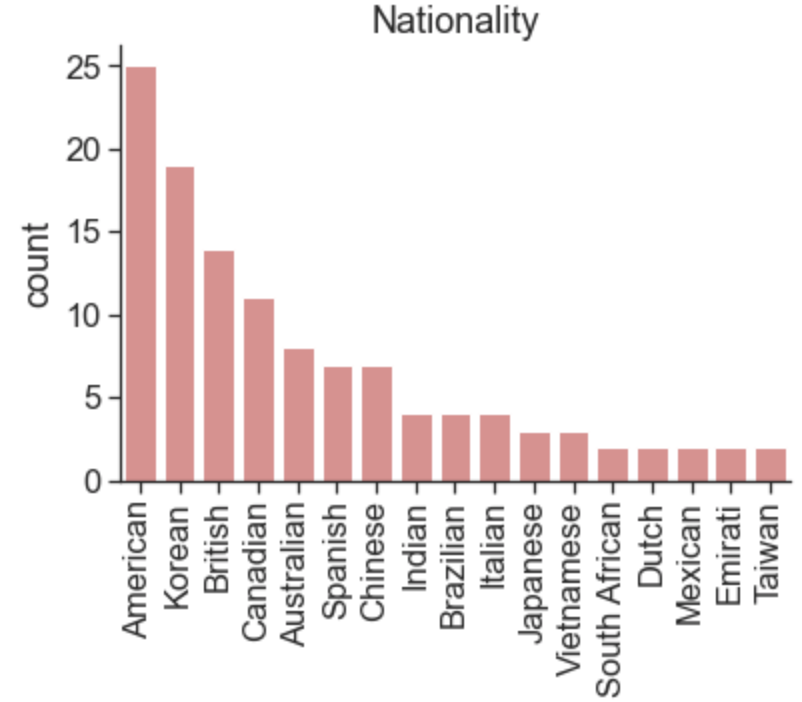 Nationality
25
20
15
10
5
0
count
American
Korean
British
Canadian
Australian
Spanish
Chinese
Indian
Brazilian
Italian
Japanese
Vietnamese
South African
Dutch
Mexican
Emirati
Taiwan